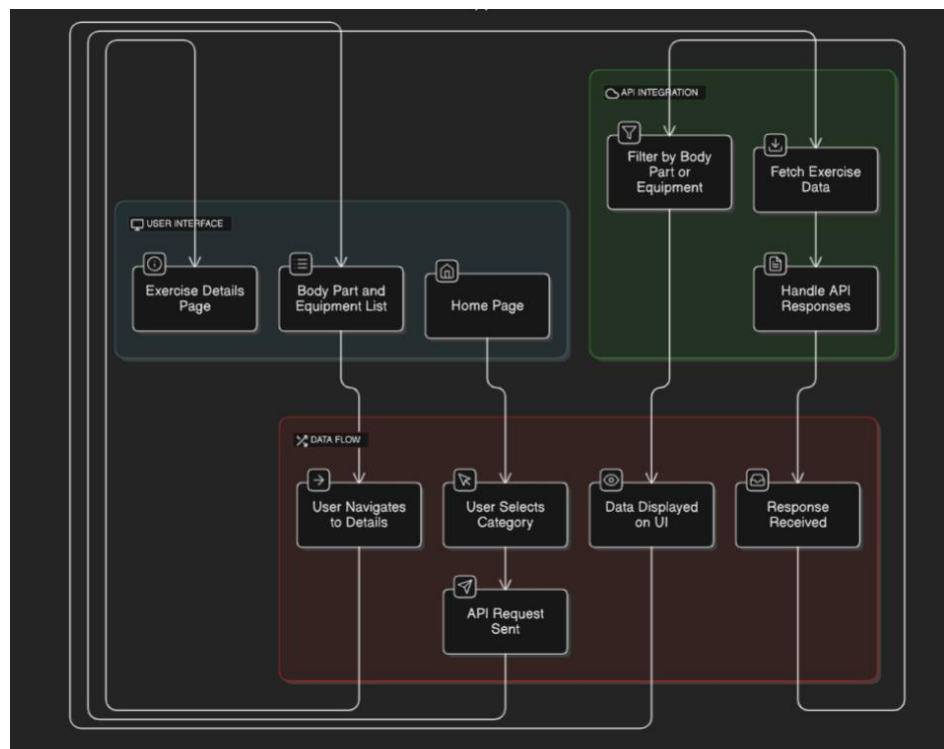 API INTEGRATION
Filter by Body
Part or
Equipment
Fetch Exercise
Data
USER INTERFACE
Exercise Details
Page
Body Part and
Equipment List
Home Page
Handle API
Responses
DATA FLOW
User Navigates
to Details
User Selects
Category
Data Displayed
on UI
Response
Received
API Request
Sent